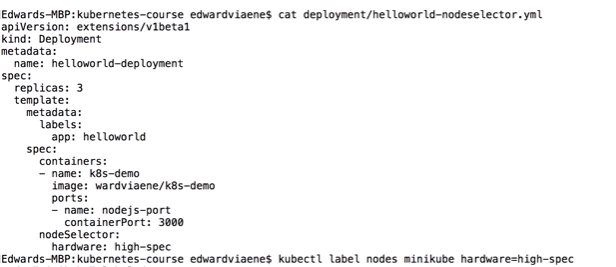 Edwards-MBP:kubernetes-course edwardviaene$ cat deployment/helloworld-nodeselector.yml
apiVersion: extensions/v1beta1
kind: Deployment
metadata:
  name: helloworld-deployment
spec:
  replicas: 3
  template:
    metadata:
      labels:
        app: helloworld
    spec:
      containers:
      - name: k8s-demo
        image: wardviaene/k8s-demo
        ports:
        - name: nodejs-port
          containerPort: 3000
      nodeSelector:
        hardware: high-spec
Edwards-MBP:kubernetes-course edwardviaene$ kubectl label nodes minikube hardware=high-spec